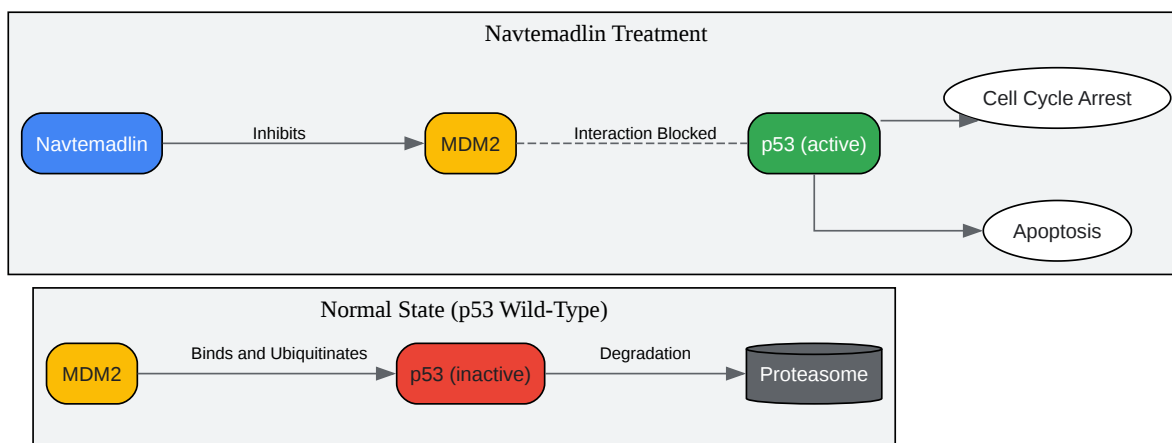 Navtemadlin Treatment
Cell Cycle Arrest
Navtemadlin
Inhibits
MDM2
Interaction Blocked
p53 (active)
Apoptosis
Normal State (p53 Wild-Type)
MDM2
Binds and Ubiquitinates
p53 (inactive)
Degradation
Proteasome